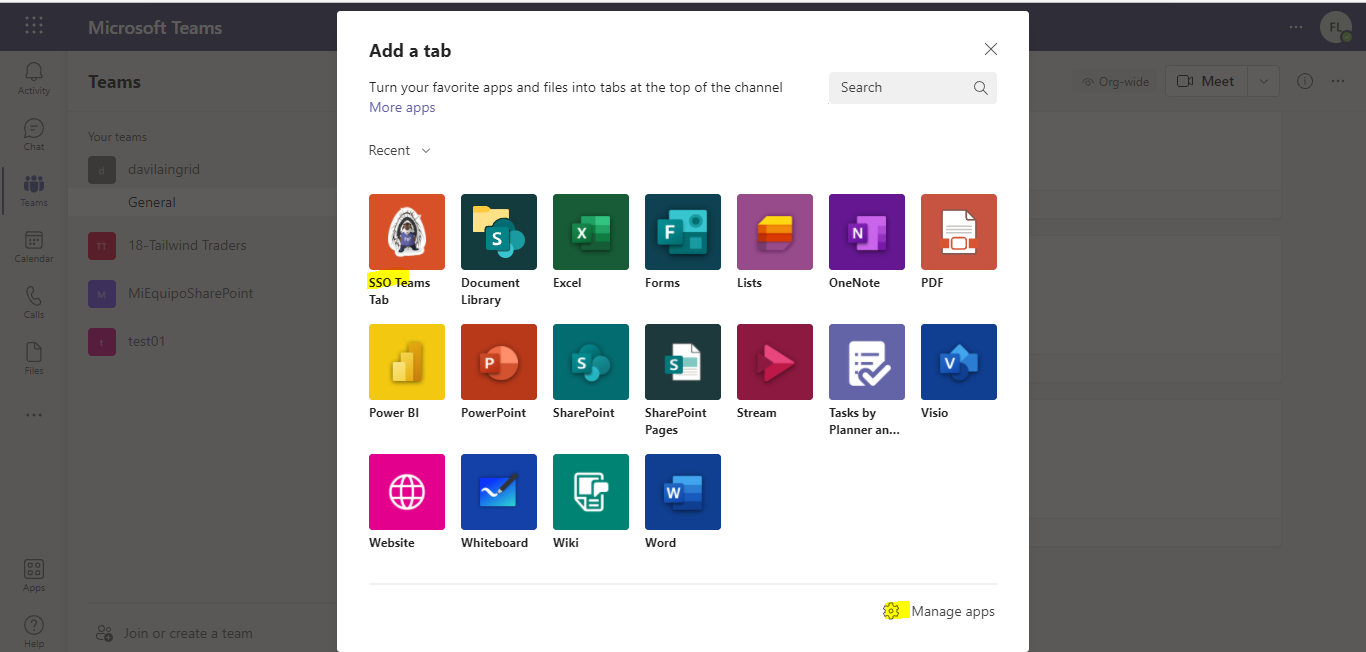 Microsoft Teams
FL
Activity
Chat
Teams
Calendar
Calls
Files
Apps
Help
Teams
Your teams
d
davilaingrid
General
TT
18-Tailwind Traders
M
MiEquipoSharePoint
t
test01
Join or create a team
Org-wide
Meet
Add a tab
Turn your favorite apps and files into tabs at the top of the channel
More apps
Search
Recent
SSO Teams
Tab
S
Document
Library
X
Excel
F
Forms
Lists
N
OneNote
PDF
Power BI
P
PowerPoint
S
SharePoint
S
SharePoint
Pages
Stream
Tasks by
Planner an...
V
Visio
Website
Whiteboard
Wiki
W
Word
Manage apps